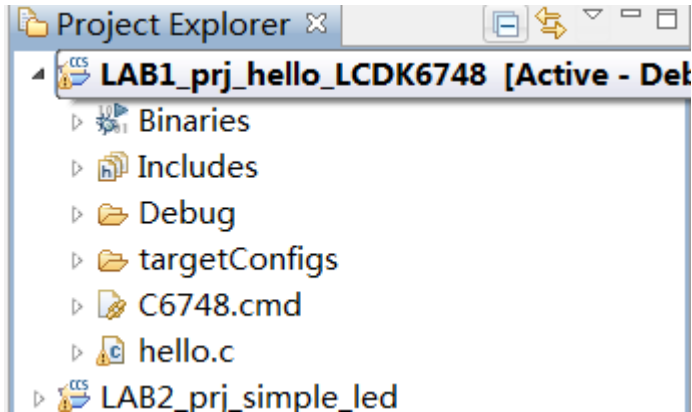 Project Explorer
LAB1_prj_hello_LCDK6748 [Active - Deb
Binaries
Includes
Debug
targetConfigs
C6748.cmd
hello.c
LAB2_prj_simple_led